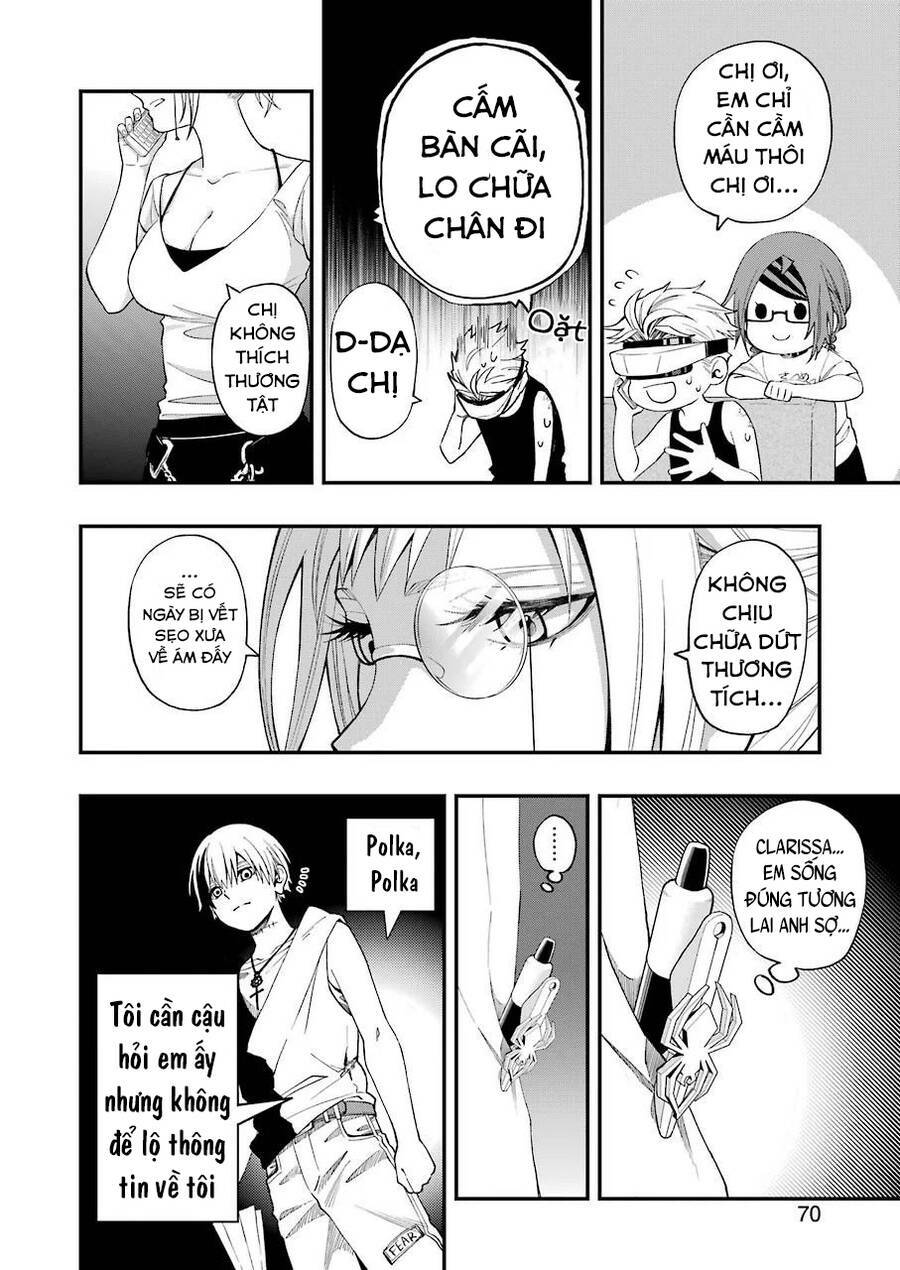 CHỊ ƠI,
EM CHỈ
CẦN CẦM
MÁU THÔI
CHỊ ƠI...
CẤM
BÀN CÃI,
LO CHỮA
CHÂN ĐI
Oặt
D-DẠ
CHỊ
CHỊ
KHÔNG
THÍCH
THƯƠNG
TẬT
KHÔNG
CHỊU
CHỮA DỨT
THƯƠNG
TÍCH...
...
SẼ CÓ
NGÀY BỊ VẾT
SẸO XƯA
VỀ ÁM ĐẤY
CLARISSA...
EM SỐNG
ĐÚNG TƯƠNG
LAI ANH SỢ...
......
Polka,
Polka
Tôi cần cậu
hỏi em ấy
nhưng không
để lộ thông
tin về tôi
FEAR
70